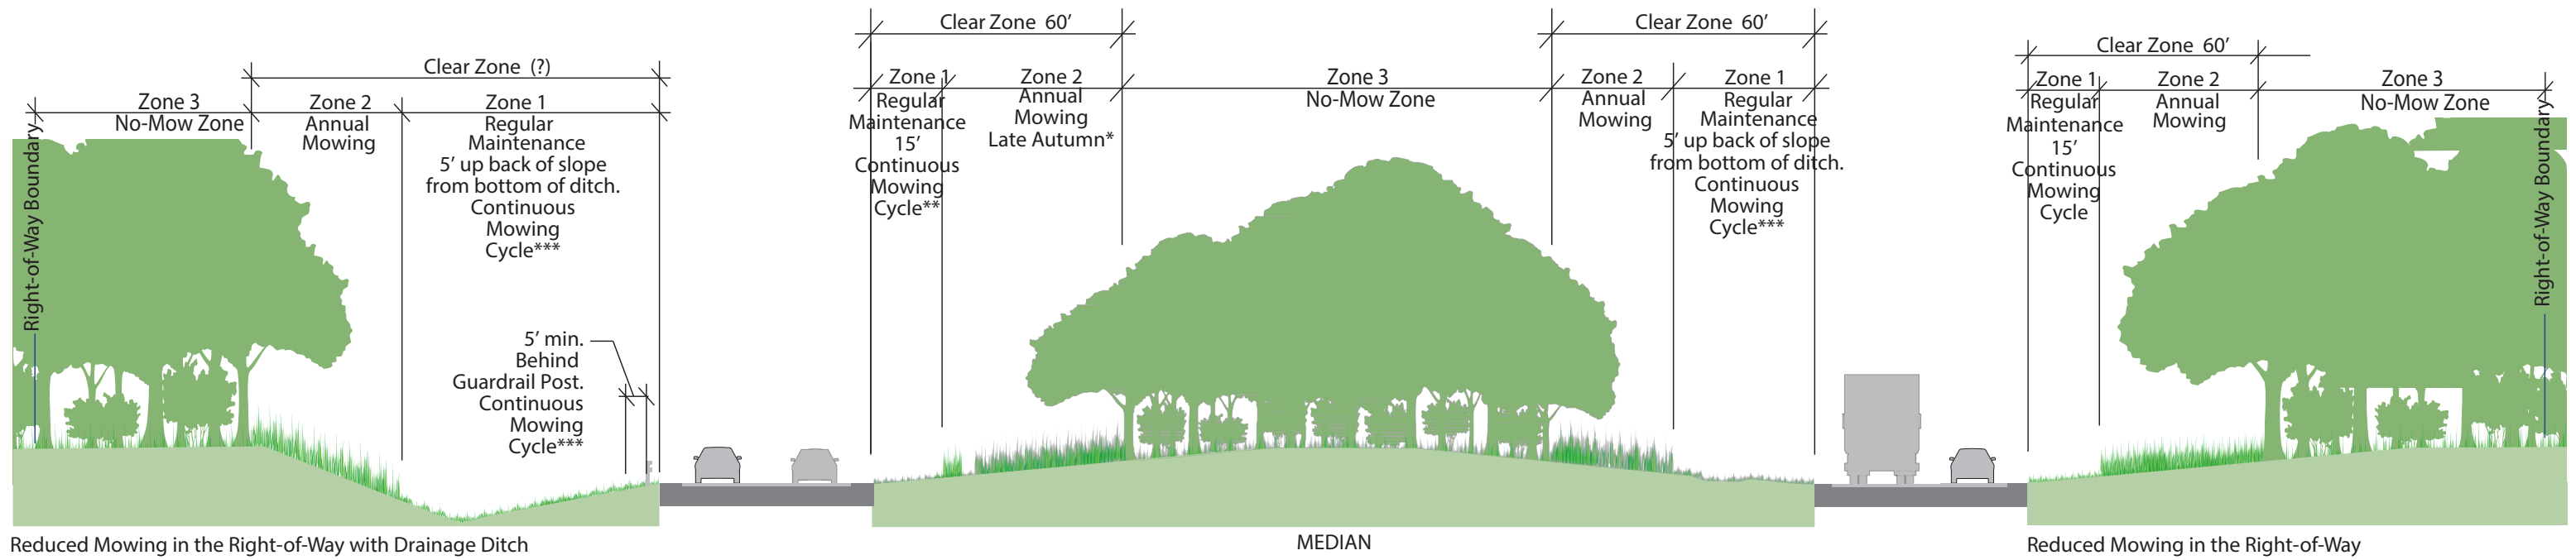 Clear Zone (?)
Zone 3
No-Mow Zone
Zone 2
Annual
Mowing
Zone 1
Regular
Maintenance
5’ up back of slope
from bottom of ditch.
Continuous
Mowing
Cycle***
Right-of-Way Boundary
5’ min.
Behind
Guardrail Post.
Continuous
Mowing
Cycle***
Reduced Mowing in the Right-of-Way with Drainage Ditch
Clear Zone 60’
Zone 1
Regular
Maintenance
15’
Continuous
Mowing
Cycle**
Zone 2
Annual
Mowing
Late Autumn*
Zone 3
No-Mow Zone
Clear Zone 60’
Zone 2
Annual
Mowing
Zone 1
Regular
Maintenance
5’ up back of slope
from bottom of ditch.
Continuous
Mowing
Cycle***
MEDIAN
Clear Zone 60’
Zone 1
Regular
Maintenance
15’
Continuous
Mowing
Cycle
Zone 2
Annual
Mowing
Zone 3
No-Mow Zone
Right-of-Way Boundary
Reduced Mowing in the Right-of-Way